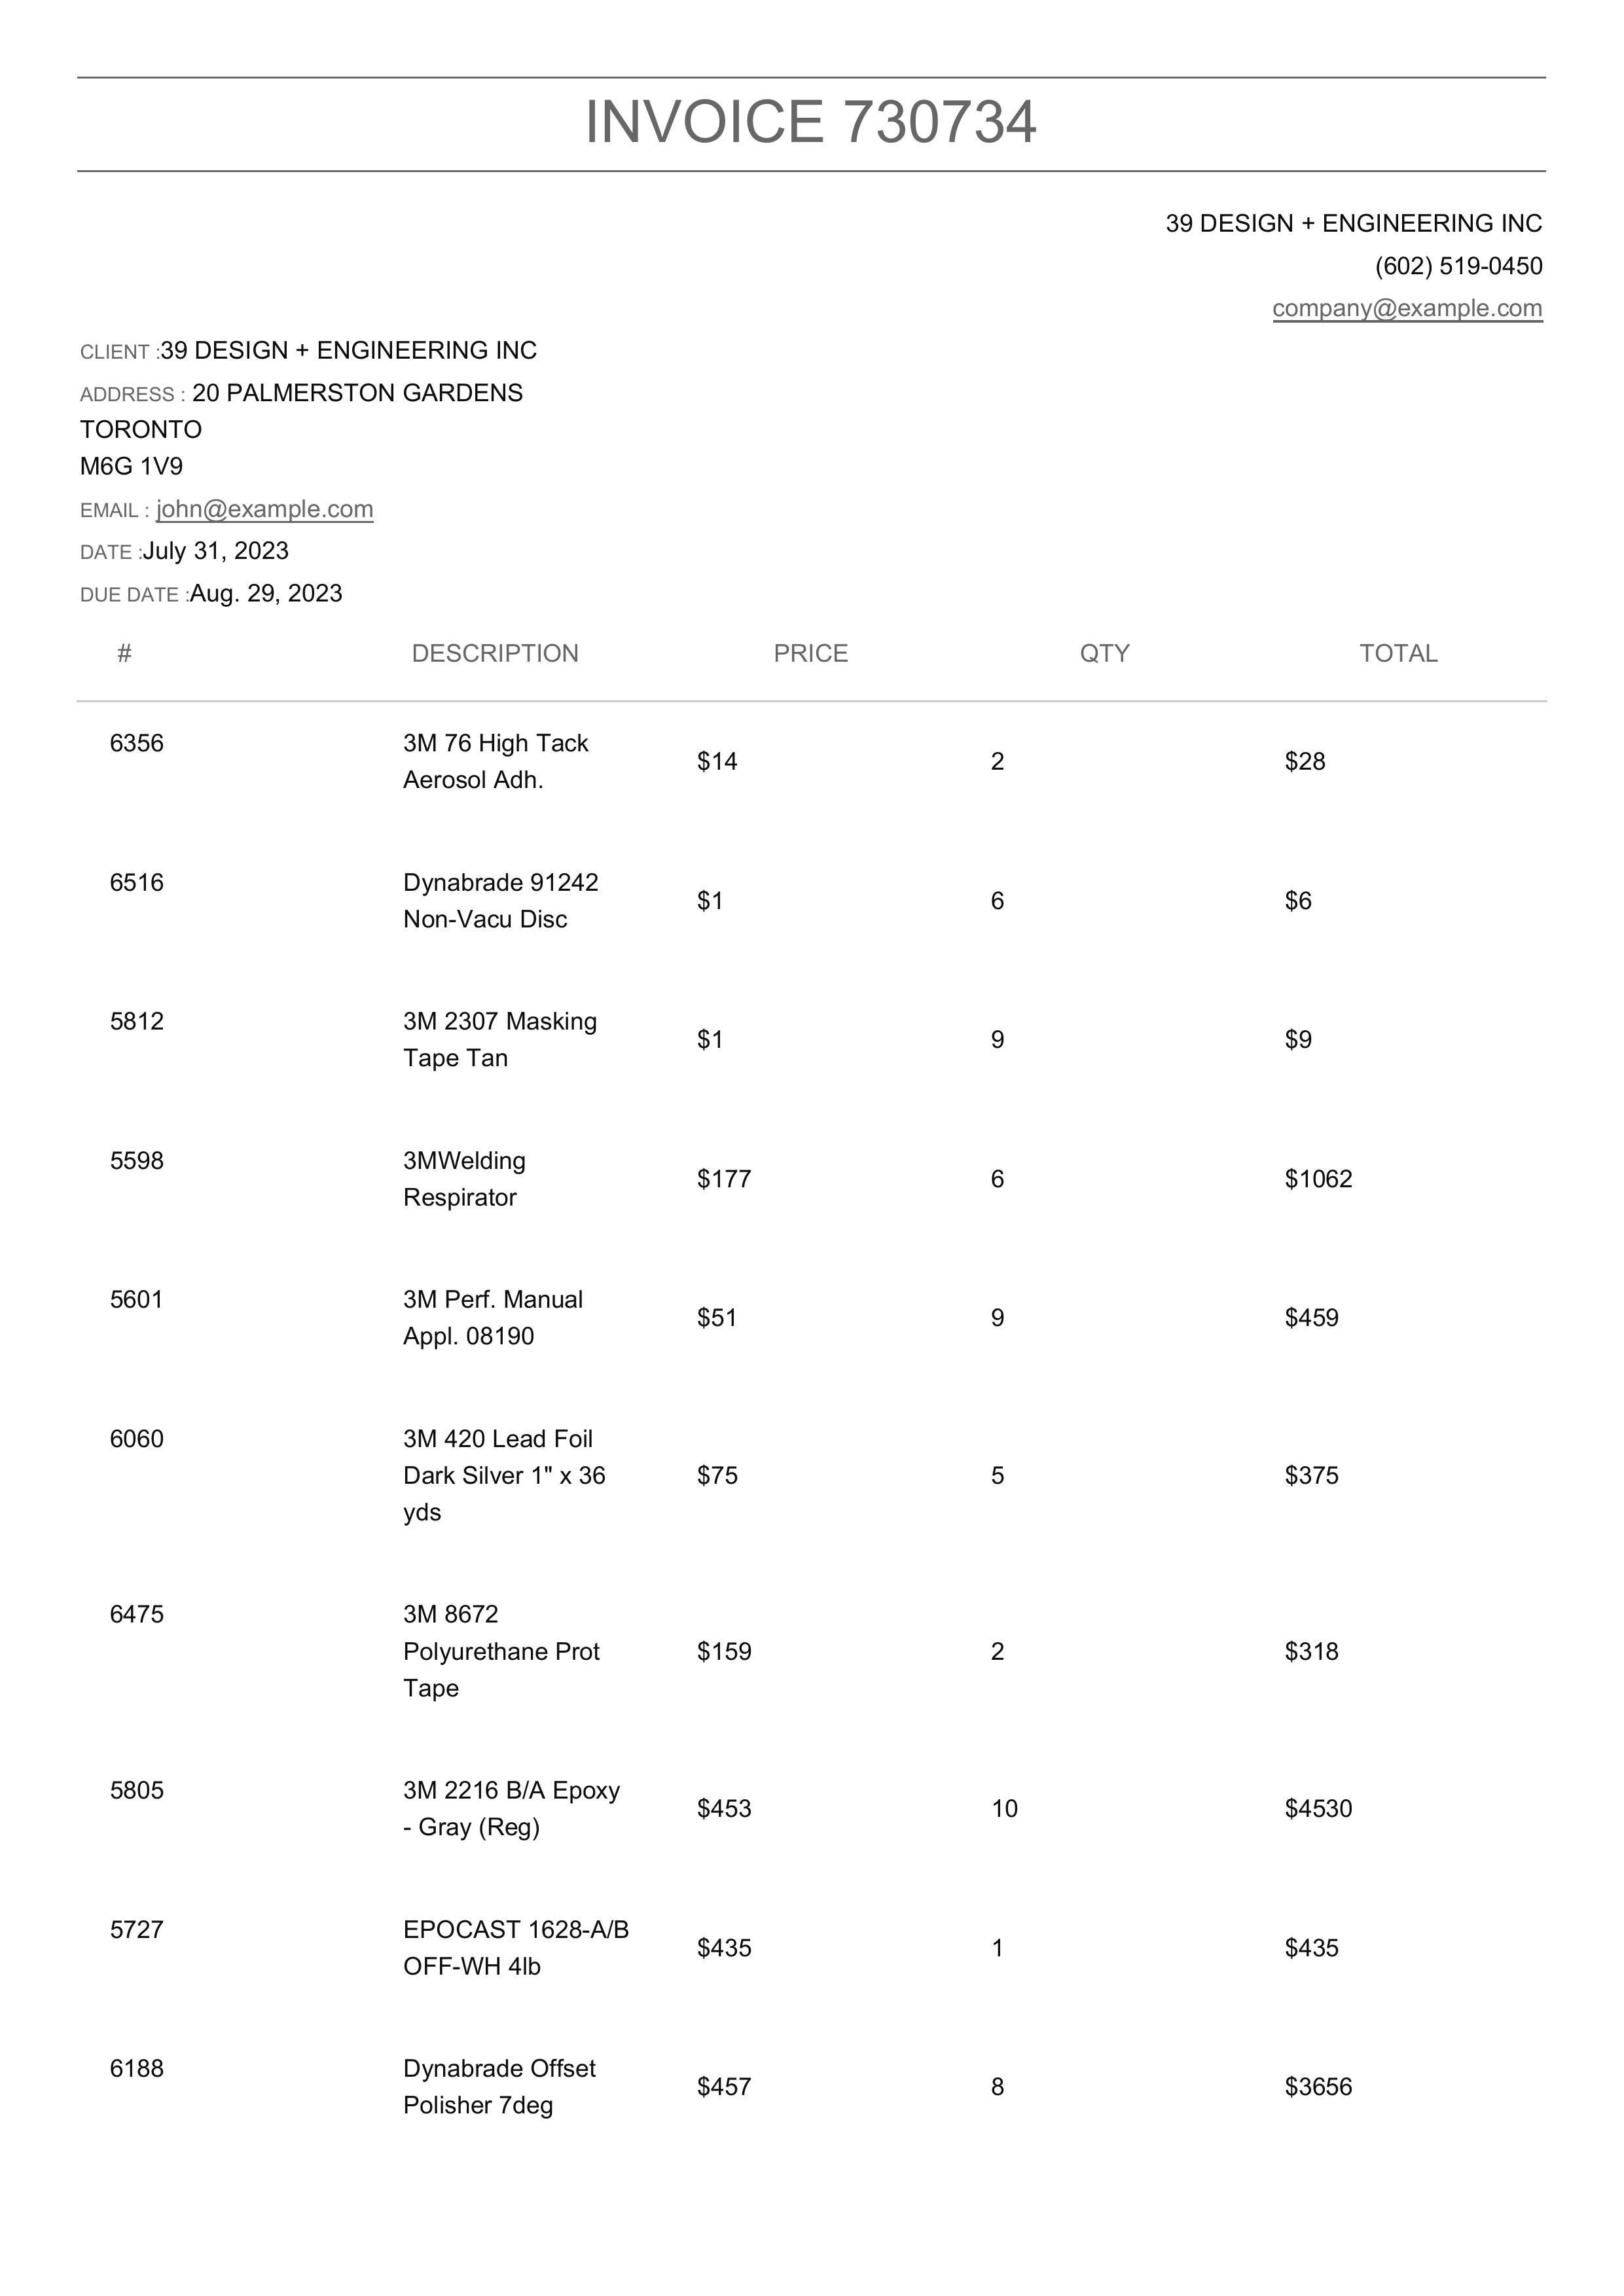 INVOICE 730734
39 DESIGN + ENGINEERING INC
(602) 519-0450
company@example.com
CLIENT :39 DESIGN + ENGINEERING INC
ADDRESS : 20 PALMERSTON GARDENS
TORONTO
M6G 1V9
EMAIL : john@example.com
DATE :July 31, 2023
DUE DATE :Aug. 29, 2023
# DESCRIPTION PRICE QTY TOTAL
6356 3M 76 High Tack
Aerosol Adh. $14 2 $28
6516 Dynabrade 91242
Non-Vacu Disc $1 6 $6
5812 3M 2307 Masking
Tape Tan $1 9 $9
5598 3MWelding
Respirator $177 6 $1062
5601 3M Perf. Manual
Appl. 08190 $51 9 $459
6060 3M 420 Lead Foil
Dark Silver 1" x 36 $75 5 $375
yds
6475 3M 8672
Polyurethane Prot $159 2 $318
Tape
5805 3M 2216 B/A Epoxy
- Gray (Reg) $453 10 $4530
5727 EPOCAST 1628-A/B
OFF-WH 4lb $435 1 $435
6188 Dynabrade Offset
Polisher 7deg $457 8 $3656